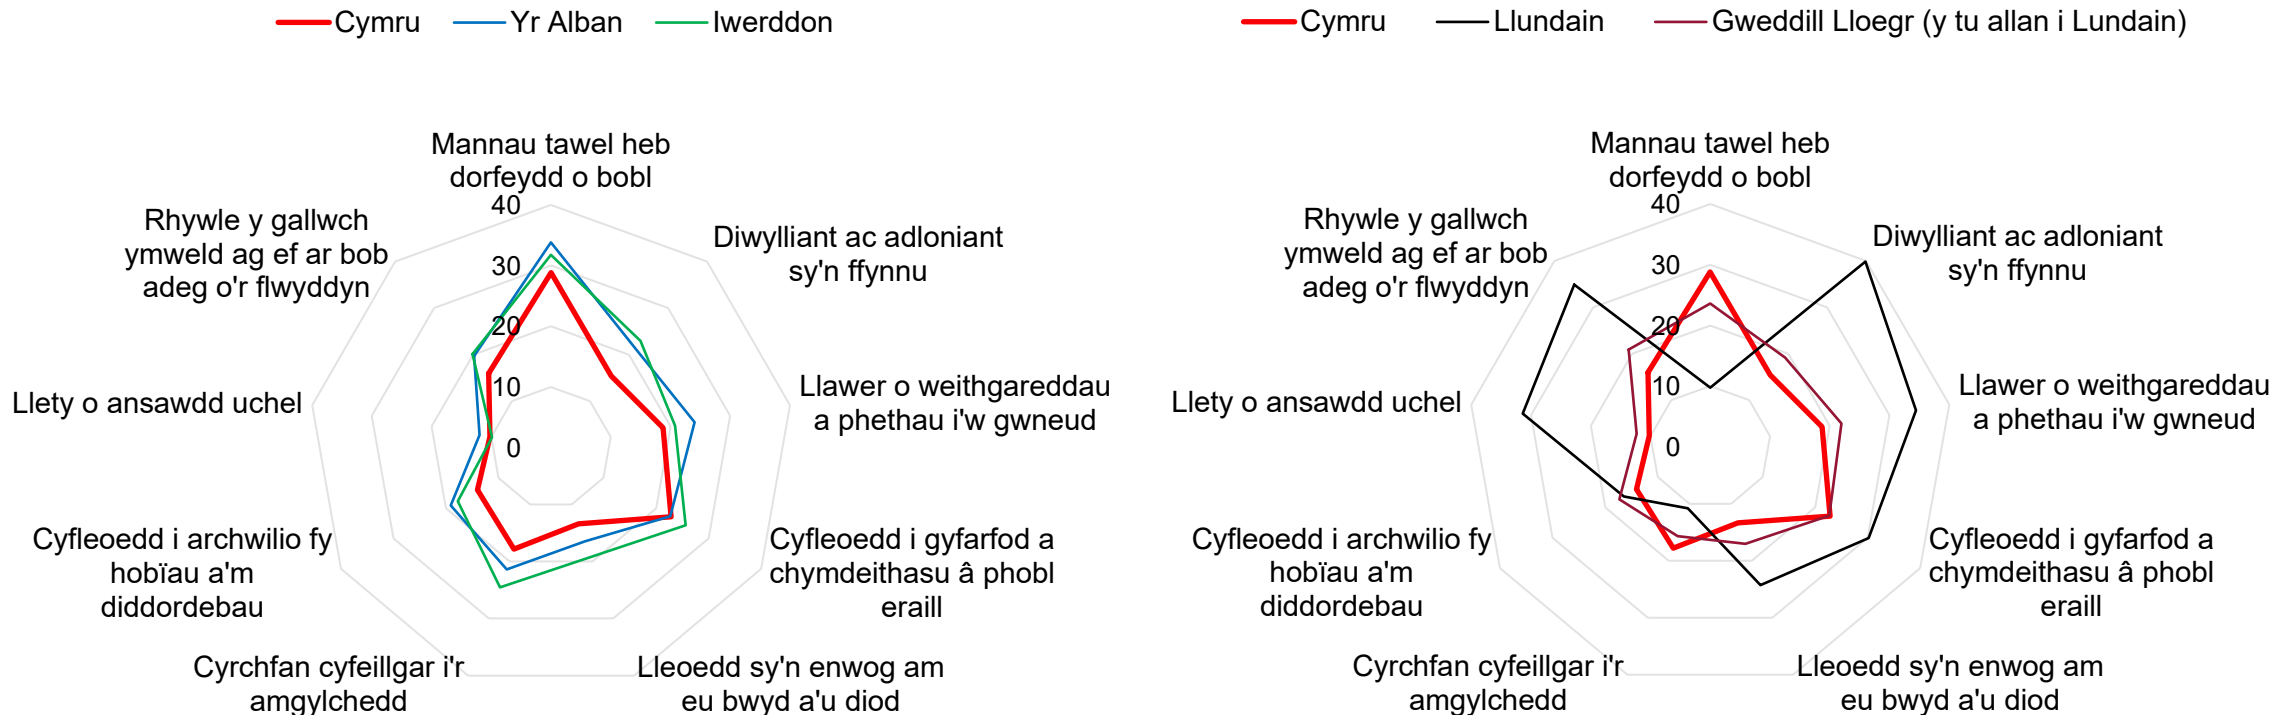 Cymru
Yr Alban
Iwerddon
Mannau tawel heb
dorfeydd o bobl
Diwylliant ac adloniant
sy'n ffynnu
Llawer o weithgareddau
a phethau i'w gwneud
Cyfleoedd i gyfarfod a
chymdeithasu â phobl
eraill
Lleoedd sy'n enwog am
eu bwyd a'u diod
Cyrchfan cyfeillgar i'r
amgylchedd
Cyfleoedd i archwilio fy
hobïau a'm
diddordebau
Llety o ansawdd uchel
Rhywle y gallwch
ymweld ag ef ar bob
adeg o'r flwyddyn
40
30
20
10
0
Cymru
Llundain
Gweddill Lloegr (y tu allan i Lundain)
Mannau tawel heb
dorfeydd o bobl
Diwylliant ac adloniant
sy'n ffynnu
Llawer o weithgareddau
a phethau i'w gwneud
Cyfleoedd i gyfarfod a
chymdeithasu â phobl
eraill
Lleoedd sy'n enwog am
eu bwyd a'u diod
Cyrchfan cyfeillgar i'r
amgylchedd
Cyfleoedd i archwilio fy
hobïau a'm
diddordebau
Llety o ansawdd uchel
Rhywle y gallwch
ymweld ag ef ar bob
adeg o'r flwyddyn
40
30
20
10
0